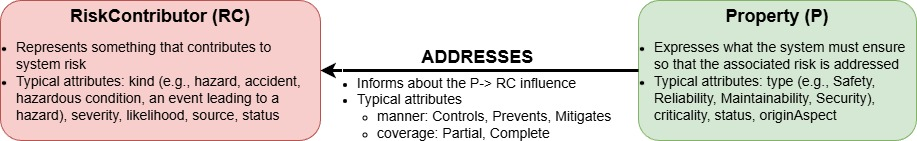 RiskContributor (RC)
• Represents something that contributes to
system risk
• Typical attributes: kind (e.g., hazard, accident,
hazardous condition, an event leading to a
hazard), severity, likelihood, source, status
ADDRESSES
• Informs about the P-> RC influence
• Typical attributes
○ manner: Controls, Prevents, Mitigates
○ coverage: Partial, Complete
Property (P)
• Expresses what the system must ensure
so that the associated risk is addressed
• Typical attributes: type (e.g., Safety,
Reliability, Maintainability, Security),
criticality, status, originAspect